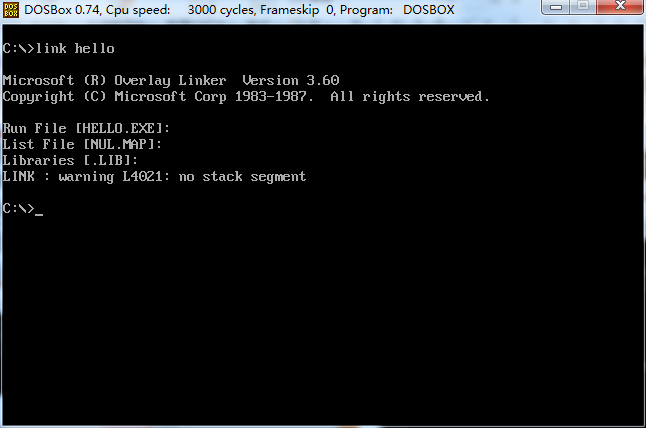 DOS
BOX
DOSBox 0.74, Cpu speed: 3000 cycles, Frameskip 0, Program: DOSBOX
C:\>link hello
Microsoft (R) Overlay Linker Version 3.60
Copyright (C) Microsoft Corp 1983-1987. All rights reserved.
Run File [HELLO.EXE]:
List File [NUL.MAP]:
Libraries [.LIB]:
LINK : warning L4021: no stack segment
C:\>_